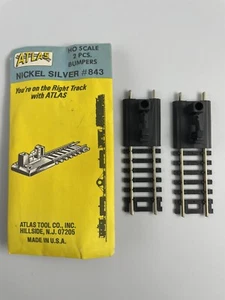 ATLAS
HO SCALE
2 PCS.
BUMPERS
NICKEL SILVER #843
You're on the Right Track
with ATLAS
ATLAS TOOL CO., INC.
HILLSIDE, N.J. 07205
MADE IN U.S.A.